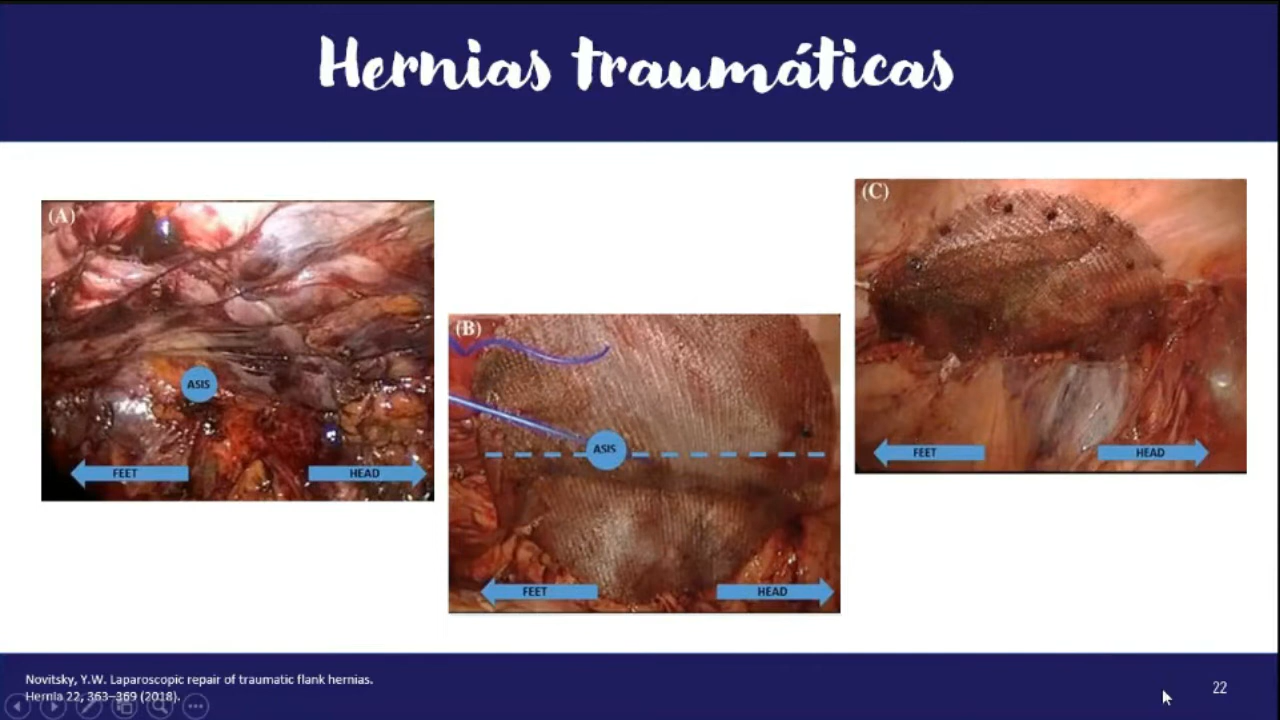 Hernias traumáticas
(A)
ASIS
FEET
HEAD
(B)
ASIS
FEET
HEAD
(C)
FEET
HEAD
Novitsky, Y.W. Laparoscopic repair of traumatic flank hernias.
Hernia 22, 363–369 (2018).
22